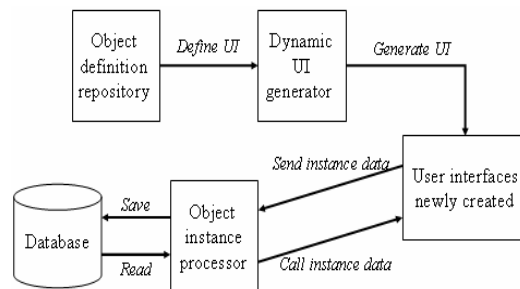 Object
definition
repository
Define UI
Dynamic
UI
generator
Generate UI
User interfaces
newly created
Send instance data
Call instance data
Object
instance
processor
Save
Read
Database